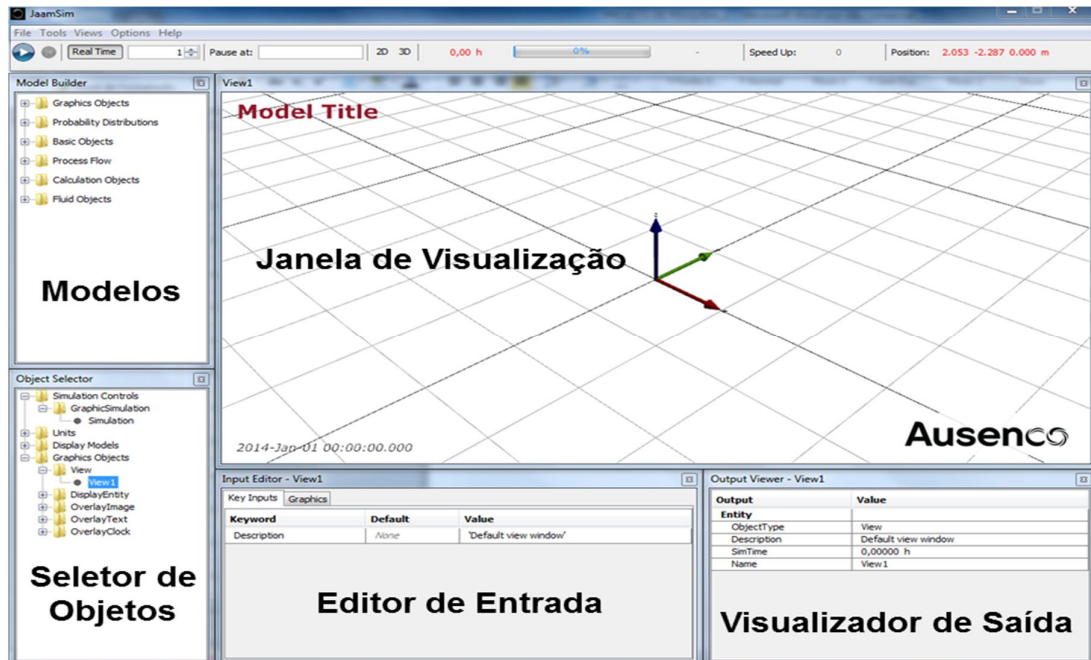 JaamSim
File Tools Views Options Help
Real Time 1 Pause at: 2D 3D 0,00 h 0% - Speed Up: 0 Position: 2.053 -2.287 0.000 m
Model Builder
Graphics Objects
Probability Distributions
Basic Objects
Process Flow
Calculation Objects
Fluid Objects
Modelos
View1
Model Title
Janela de Visualização
z
2014-Jan-01 00:00:00.000
Ausenco
Object Selector
Simulation Controls
GraphicSimulation
Simulation
Units
Display Models
Graphics Objects
View
View1
DisplayEntity
OverlayImage
OverlayText
OverlayClock
Seletor de
Objetos
Input Editor - View1
Key Inputs Graphics
Keyword Default Value
Description None 'Default view window'
Editor de Entrada
Output Viewer - View1
Output Value
Entity
ObjectType View
Description Default view window
SimTime 0,00000 h
Name View1
Visualizador de Saída